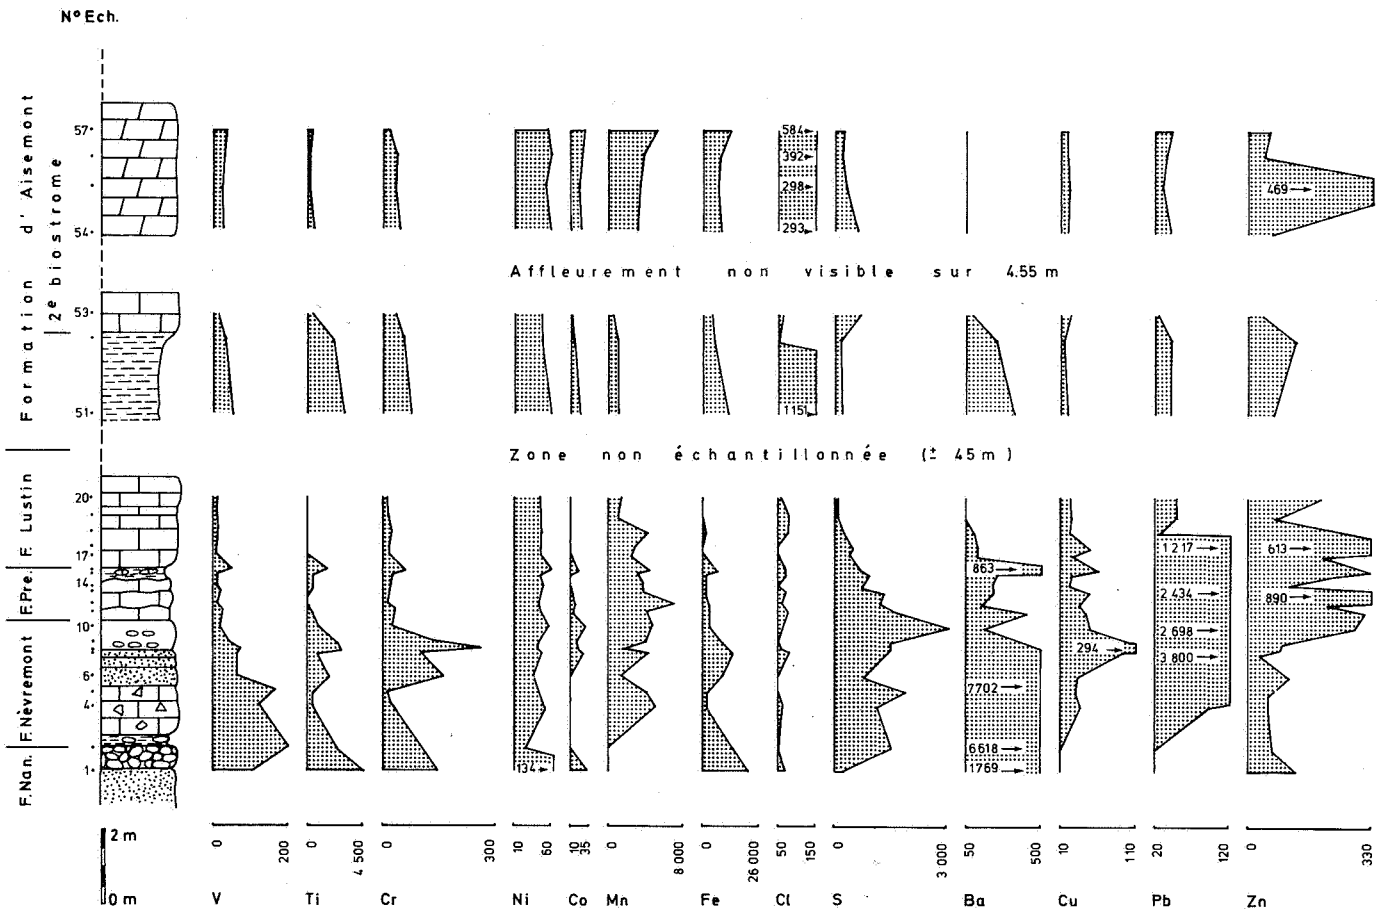 N° Ech.
Formation d'Aisemont
2e biostrome
F. Lustin
F.Pre.
F.Nèvremont
F.Nan.
57
54
53
51
20
17
14
10
6
4
1
584
392
298
293
469
Affleurement non visible sur 4.55 m
1151
Zone non échantillonnée (± 45 m)
863
1 217
613
2 434
890
2 698
294
3 800
7702
6 618
1769
134
2 m
0 m
0 200
0 4 500
0 300
10 60
10 35
0 8 000
0 26 000
50 150
0 3 000
50 500
10 110
20 120
0 330
V Ti Cr Ni Co Mn Fe Cl S Ba Cu Pb Zn